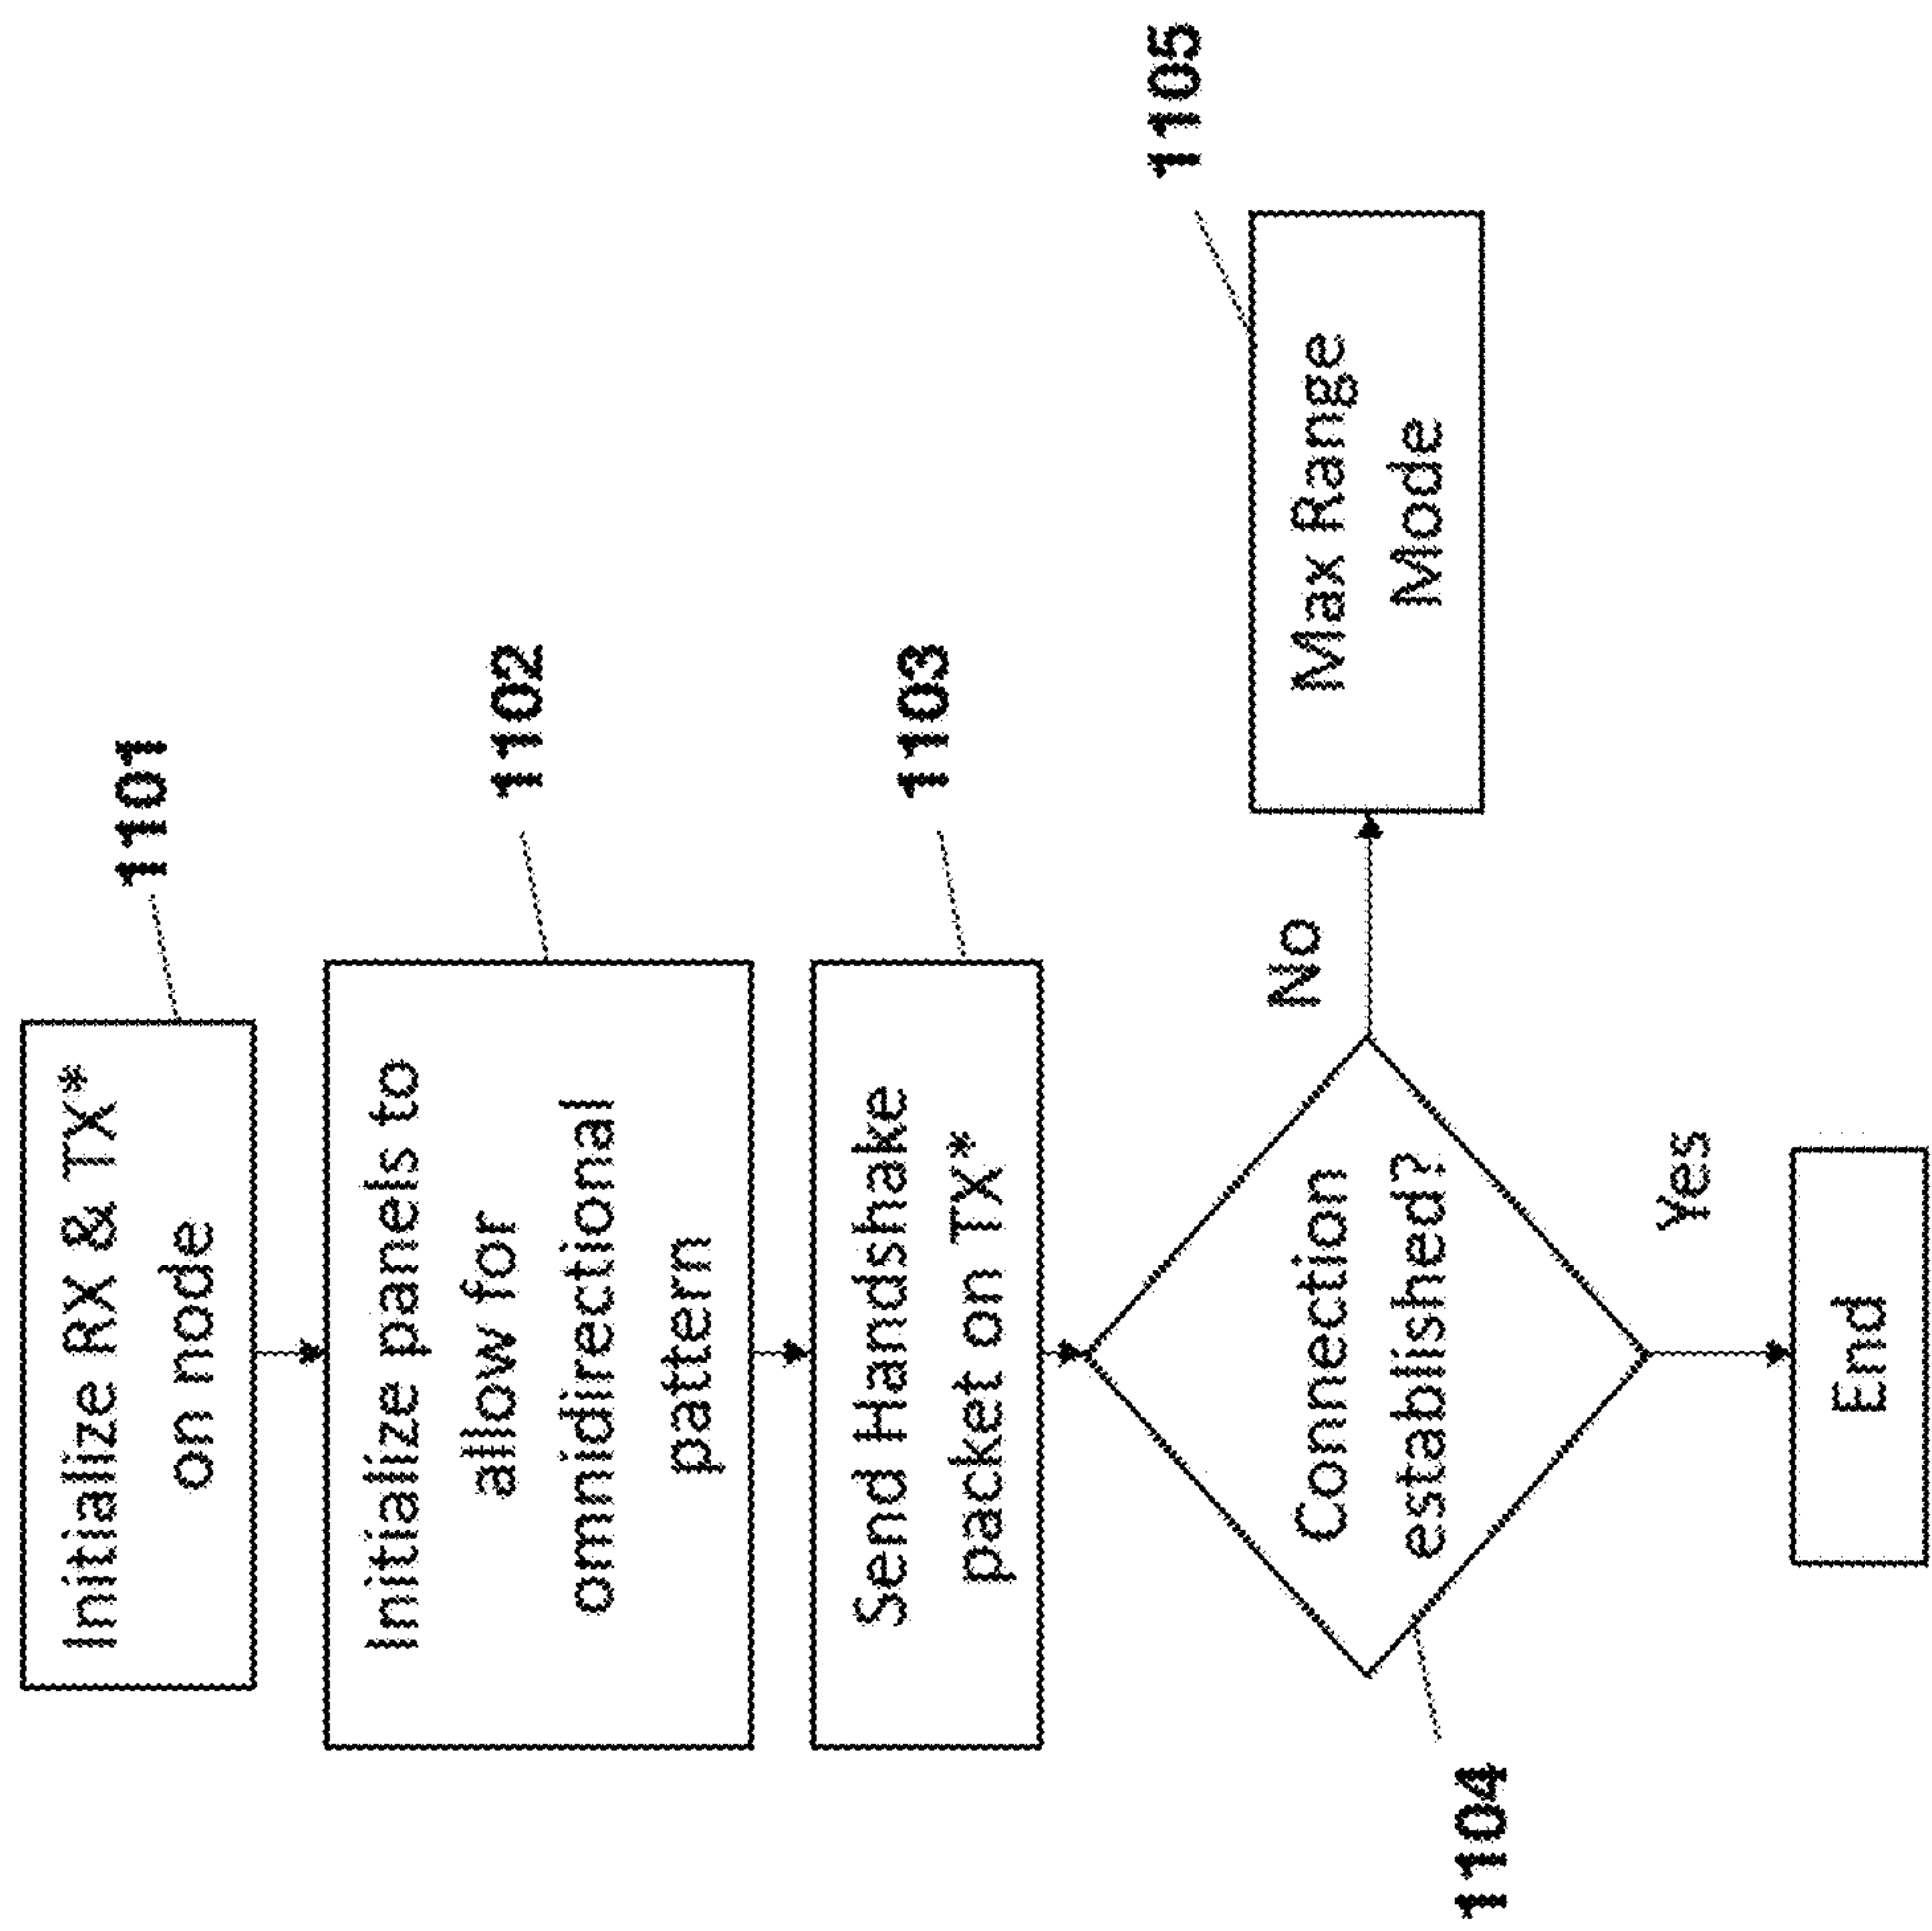 Initialize RX & TX*
on node
1101
Initialize panels to
allow for
omnidirectional
pattern
1102
Send Handshake
packet on TX*
1103
Connection
established?
1104
No
Max Range
Mode
1105
Yes
End